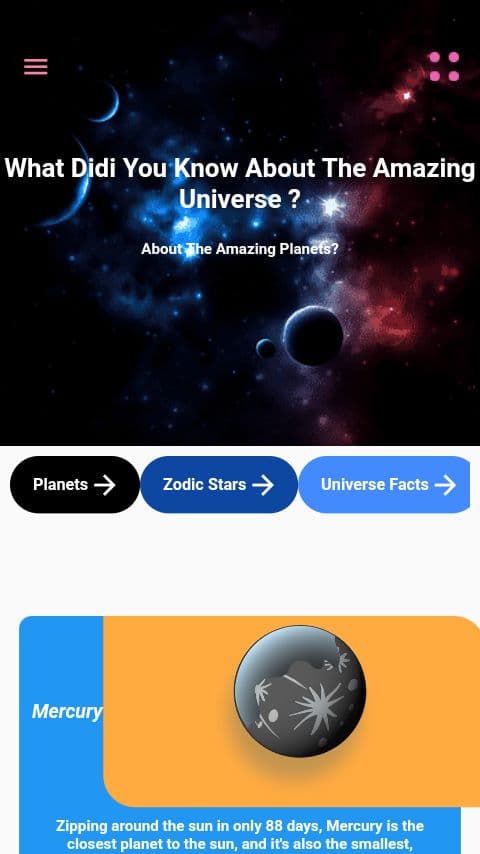 What Didi You Know About The Amazing
Universe ?
About The Amazing Planets?
Planets
Zodic Stars
Universe Facts
Mercury
Zipping around the sun in only 88 days, Mercury is the
closest planet to the sun, and it's also the smallest,